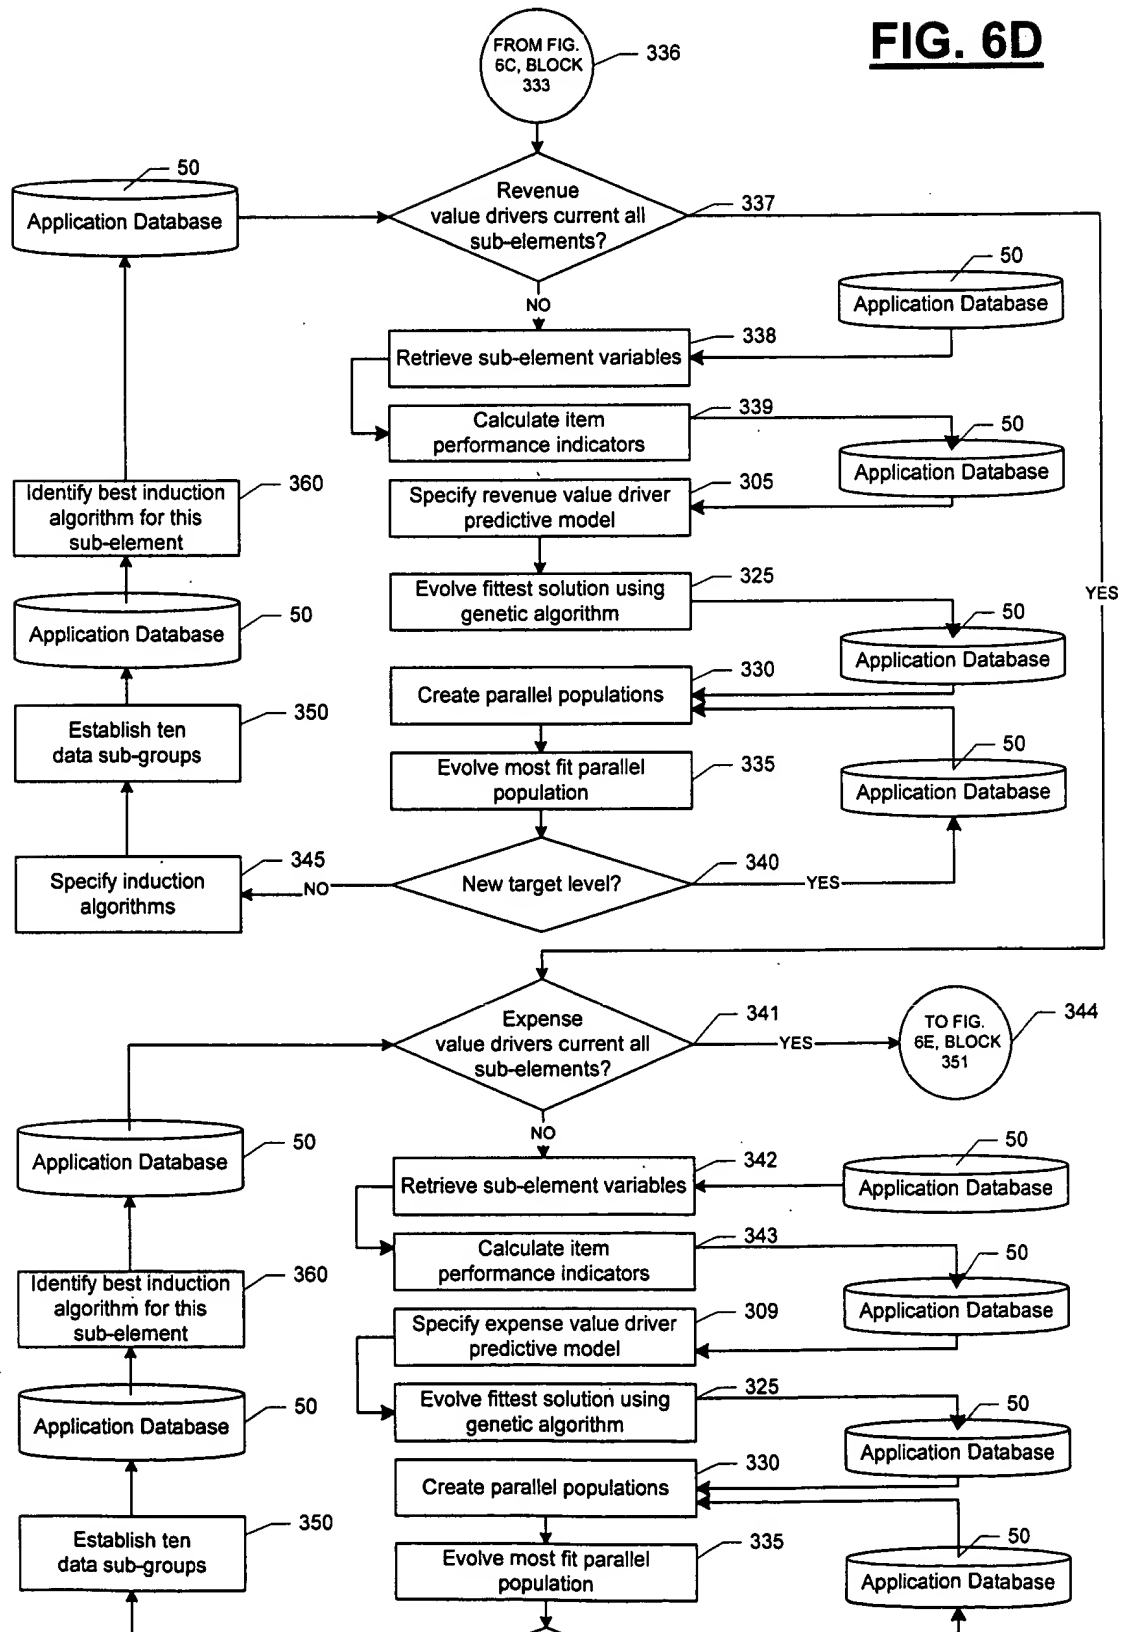 FIG. 6D
FROM FIG.
6C, BLOCK
333
336
50
Application Database
Revenue
value drivers current all
sub-elements?
337
50
Application Database
NO
338
Retrieve sub-element variables
339
Calculate item
performance indicators
50
Application Database
360
Identify best induction
algorithm for this
sub-element
305
Specify revenue value driver
predictive model
325
Evolve fittest solution using
genetic algorithm
YES
50
Application Database
50
Application Database
330
Create parallel populations
350
Establish ten
data sub-groups
335
Evolve most fit parallel
population
50
Application Database
345
Specify induction
algorithms
NO
New target level?
340
YES
Expense
value drivers current all
sub-elements?
341
YES
TO FIG.
6E, BLOCK
351
344
50
Application Database
NO
342
Retrieve sub-element variables
50
Application Database
343
Calculate item
performance indicators
50
Application Database
360
Identify best induction
algorithm for this
sub-element
309
Specify expense value driver
predictive model
325
Evolve fittest solution using
genetic algorithm
50
Application Database
50
Application Database
330
Create parallel populations
350
Establish ten
data sub-groups
335
Evolve most fit parallel
population
50
Application Database